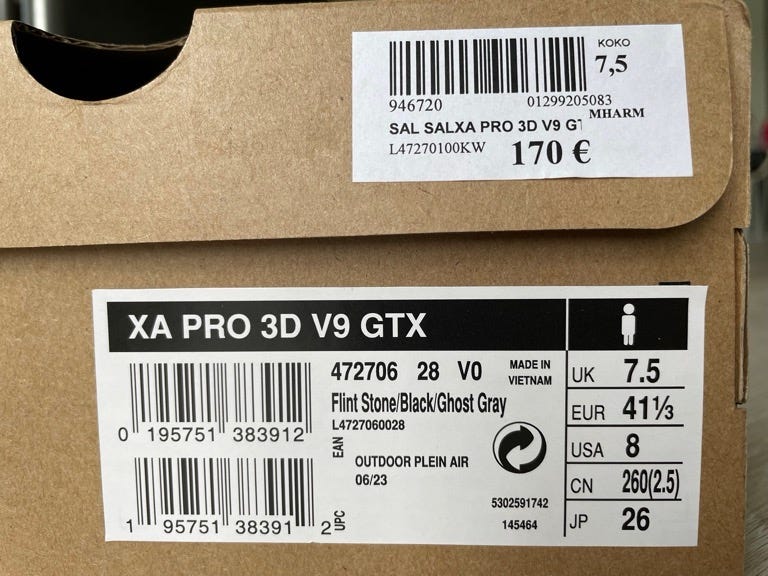 KOKO
7,5
946720 01299205083
MHARM
SAL SALXA PRO 3D V9 GT
L47270100KW 170 €
XA PRO 3D V9 GTX
472706 28 V0
MADE IN
VIETNAM
Flint Stone/Black/Ghost Gray
L4727060028
0 195751 383912
EAN
OUTDOOR PLEIN AIR
06/23
5302591742
145464
1 95751 38391 2
UPC
UK 7.5
EUR 41⅓
USA 8
CN 260(2.5)
JP 26